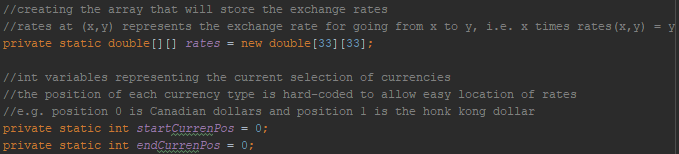 //creating the array that will store the exchange rates
//rates at (x,y) represents the exchange rate for going from x to y, i.e. x times rates(x,y) = y
private static double[][] rates = new double[33][33];
//int variables representing the current selection of currencies
//the position of each currency type is hard-coded to allow easy location of rates
//e.g. position 0 is Canadian dollars and position 1 is the honk kong dollar
private static int startCurrenPos = 0;
private static int endCurrenPos = 0;